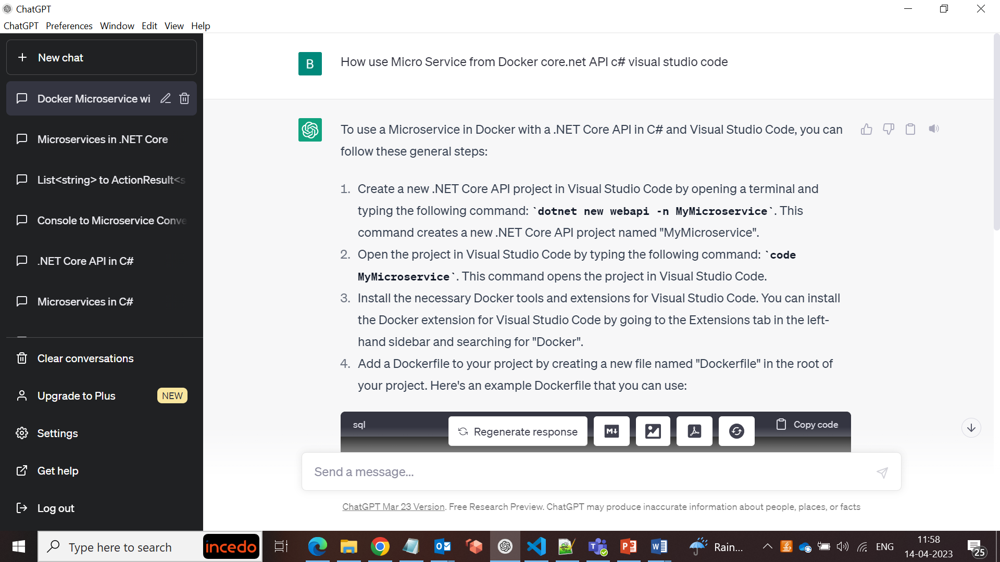 ChatGPT
ChatGPT Preferences Window Edit View Help
New chat
Docker Microservice wi
Microservices in .NET Core
List<string> to ActionResult<s
Console to Microservice Conve
.NET Core API in C#
Microservices in C#
Clear conversations
Upgrade to Plus NEW
Settings
Get help
Log out
B How use Micro Service from Docker core.net API c# visual studio code
To use a Microservice in Docker with a .NET Core API in C# and Visual Studio Code, you can
follow these general steps:
1. Create a new .NET Core API project in Visual Studio Code by opening a terminal and
typing the following command: `dotnet new webapi -n MyMicroservice`. This
command creates a new .NET Core API project named "MyMicroservice".
2. Open the project in Visual Studio Code by typing the following command: `code
MyMicroservice`. This command opens the project in Visual Studio Code.
3. Install the necessary Docker tools and extensions for Visual Studio Code. You can install
the Docker extension for Visual Studio Code by going to the Extensions tab in the left-
hand sidebar and searching for "Docker".
4. Add a Dockerfile to your project by creating a new file named "Dockerfile" in the root of
your project. Here's an example Dockerfile that you can use:
sql Regenerate response M Copy code
Send a message...
ChatGPT Mar 23 Version. Free Research Preview. ChatGPT may produce inaccurate information about people, places, or facts
Type here to search incedo Rain... ENG 11:58
14-04-2023 25